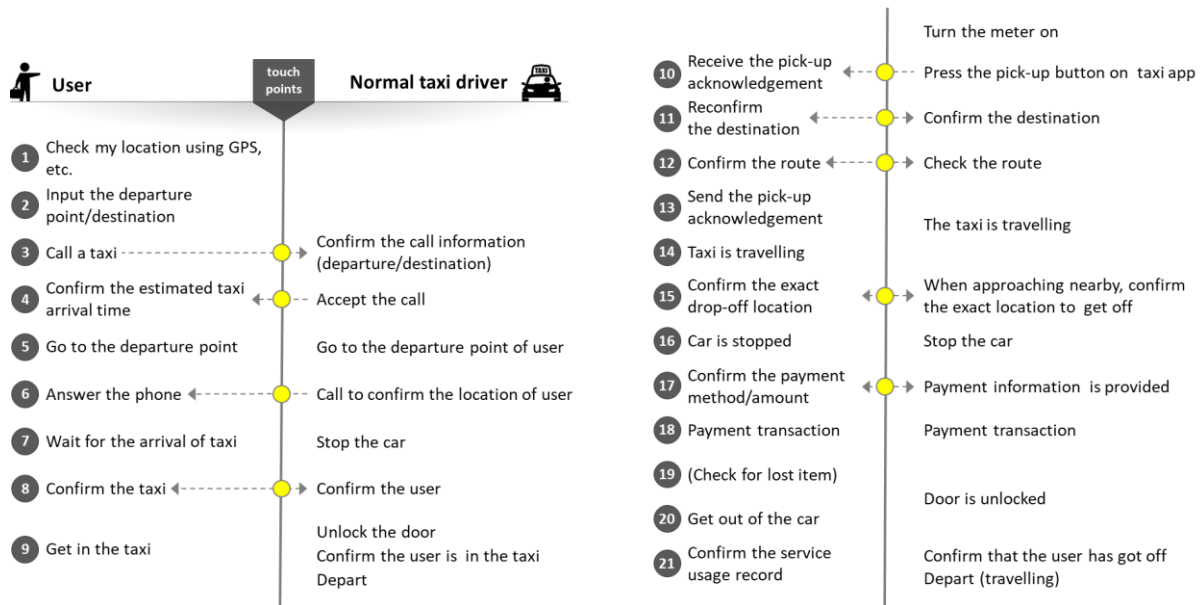 User
touch
points
Normal taxi driver
TAXI
1 Check my location using GPS,
etc.
2 Input the departure
point/destination
3 Call a taxi
Confirm the call information
(departure/destination)
4 Confirm the estimated taxi
arrival time
Accept the call
5 Go to the departure point
Go to the departure point of user
6 Answer the phone
Call to confirm the location of user
7 Wait for the arrival of taxi
Stop the car
8 Confirm the taxi
Confirm the user
9 Get in the taxi
Unlock the door
Confirm the user is in the taxi
Depart
Turn the meter on
10 Receive the pick-up
acknowledgement
Press the pick-up button on taxi app
11 Reconfirm
the destination
Confirm the destination
12 Confirm the route
Check the route
13 Send the pick-up
acknowledgement
The taxi is travelling
14 Taxi is travelling
15 Confirm the exact
drop-off location
When approaching nearby, confirm
the exact location to get off
16 Car is stopped
Stop the car
17 Confirm the payment
method/amount
Payment information is provided
18 Payment transaction
Payment transaction
19 (Check for lost item)
Door is unlocked
20 Get out of the car
21 Confirm the service
usage record
Confirm that the user has got off
Depart (travelling)